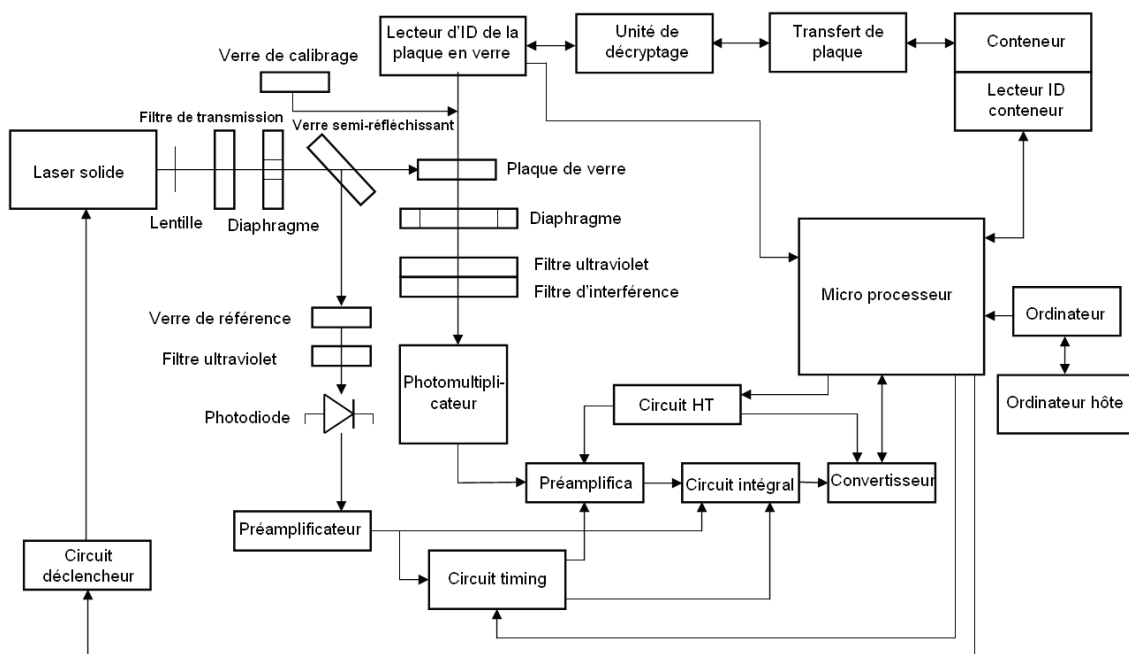 Lecteur d'ID de la
plaque en verre
Unité de
décryptage
Transfert de
plaque
Conteneur
Lecteur ID
conteneur
Verre de calibrage
Filtre de transmission
Verre semi-réfléchissant
Laser solide
Lentille
Diaphragme
Plaque de verre
Diaphragme
Filtre ultraviolet
Filtre d'interférence
Micro processeur
Ordinateur
Ordinateur hôte
Verre de référence
Filtre ultraviolet
Photodiode
Photomultipli-
cateur
Circuit HT
Préamplifica
Circuit intégral
Convertisseur
Préamplificateur
Circuit timing
Circuit
déclencheur